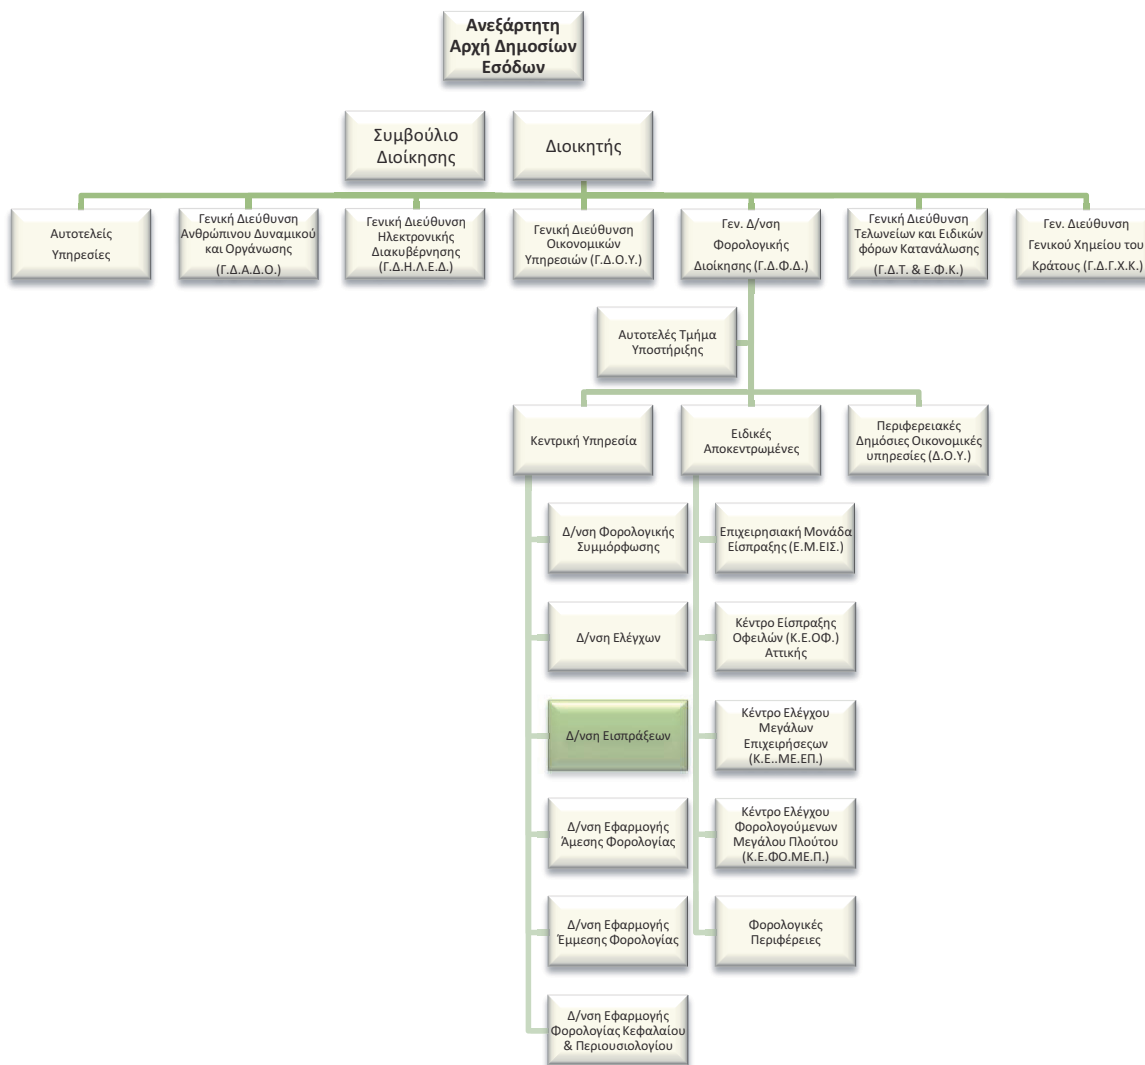 Ανεξάρτητη
Αρχή Δημοσίων
Εσόδων
Συμβούλιο
Διοίκησης
Διοικητής
Αυτοτελείς
Υπηρεσίες
Γενική Διεύθυνση
Ανθρώπινου Δυναμικού
και Οργάνωσης
(Γ.Δ.Α.Δ.Ο.)
Γενική Διεύθυνση
Ηλεκτρονικής
Διακυβέρνησης
(Γ.Δ.Η.Λ.Ε.Δ.)
Γενική Διεύθυνση
Οικονομικών
Υπηρεσιών (Γ.Δ.Ο.Υ.)
Γεν. Δ/νση
Φορολογικής
Διοίκησης (Γ.Δ.Φ.Δ.)
Γενική Διεύθυνση
Τελωνείων και Ειδικών
φόρων Κατανάλωσης
(Γ.Δ.Τ. & Ε.Φ.Κ.)
Γεν. Διεύθυνση
Γενικού Χημείου του
Κράτους (Γ.Δ.Γ.Χ.Κ.)
Αυτοτελές Τμήμα
Υποστήριξης
Κεντρική Υπηρεσία
Ειδικές
Αποκεντρωμένες
Περιφερειακές
Δημόσιες Οικονομικές
υπηρεσίες (Δ.Ο.Υ.)
Δ/νση Φορολογικής
Συμμόρφωσης
Δ/νση Ελέγχων
Δ/νση Εισπράξεων
Δ/νση Εφαρμογής
Άμεσης Φορολογίας
Δ/νση Εφαρμογής
Έμμεσης Φορολογίας
Δ/νση Εφαρμογής
Φορολογίας Κεφαλαίου
& Περιουσιολογίου
Επιχειρησιακή Μονάδα
Είσπραξης (Ε.Μ.ΕΙΣ.)
Κέντρο Είσπραξης
Οφειλών (Κ.Ε.ΟΦ.)
Αττικής
Κέντρο Ελέγχου
Μεγάλων
Επιχειρήσεςων
(Κ.Ε..ΜΕ.ΕΠ.)
Κέντρο Ελέγχου
Φορολογούμενων
Μεγάλου Πλούτου
(Κ.Ε.ΦΟ.ΜΕ.Π.)
Φορολογικές
Περιφέρειες